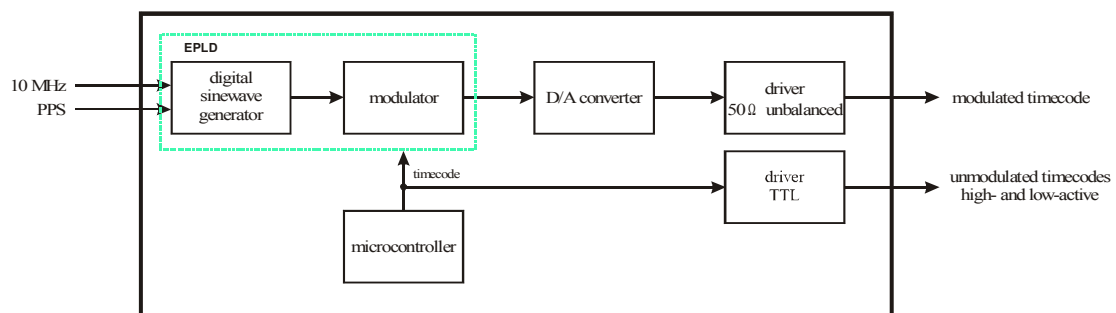 EPLD
10 MHz
PPS
digital
sinewave
generator
modulator
D/A converter
driver
50Ω unbalanced
modulated timecode
timecode
driver
TTL
unmodulated timecodes
high- and low-active
microcontroller